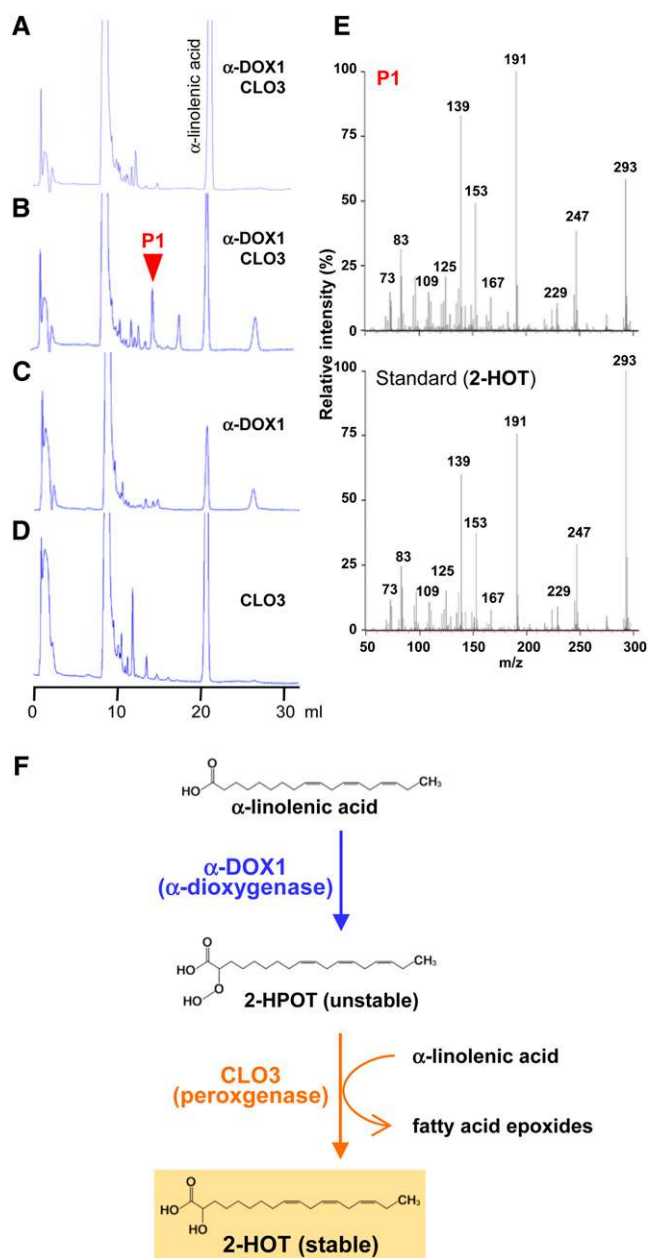 A
α-linolenic acid
α-DOX1
CLO3
B
P1
α-DOX1
CLO3
C
α-DOX1
D
CLO3
0 10 20 30 ml
E
P1
Relative intensity (%)
100
75
50
25
0
73
83
109
125
139
153
167
191
229
247
293
Standard (2-HOT)
100
75
50
25
0
73
83
109
125
139
153
167
191
229
247
293
50 100 150 200 250 300
m/z
F
O
HO
CH3
α-linolenic acid
α-DOX1
(α-dioxygenase)
O
HO
O
HO
CH3
2-HPOT (unstable)
CLO3
(peroxgenase)
α-linolenic acid
fatty acid epoxides
O
HO
OH
CH3
2-HOT (stable)